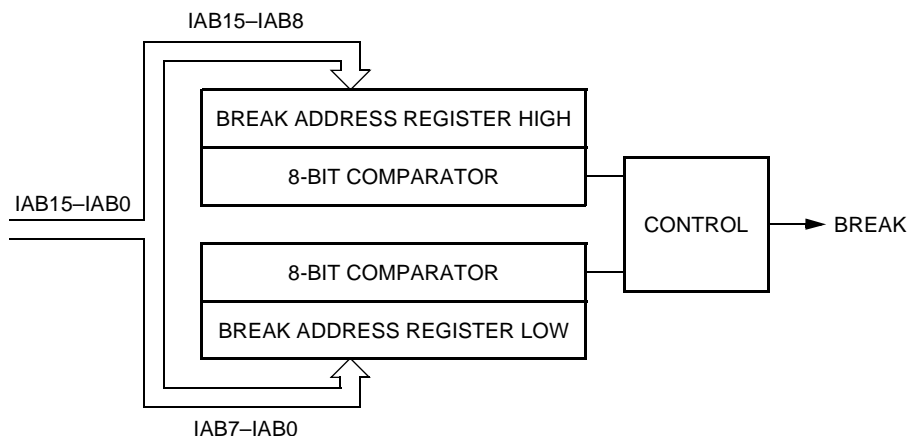 IAB15–IAB8
BREAK ADDRESS REGISTER HIGH
8-BIT COMPARATOR
IAB15–IAB0
CONTROL
BREAK
8-BIT COMPARATOR
BREAK ADDRESS REGISTER LOW
IAB7–IAB0